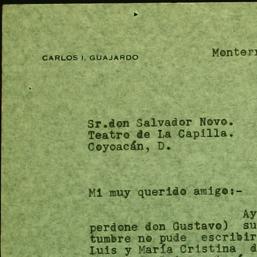 CARLOS I. GUAJARDO
Monterr
Sr.don Salvador Novo.
Teatro de La Capilla.
Coyoacán, D.
Mi muy querido amigo:-
Ay
perdone don Gustavo) su
tumbre no pude escribir
Luis y María Cristina d